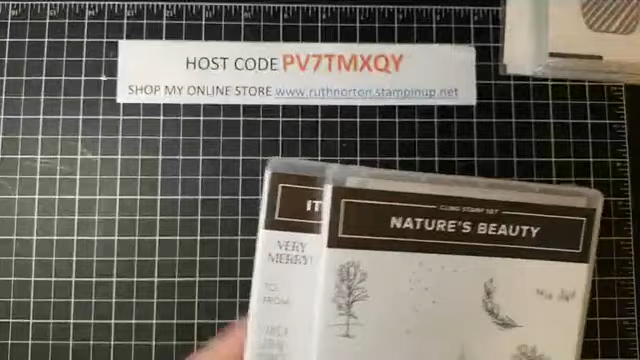 HOST CODE PV7TMXQY
SHOP MY ONLINE STORE www.ruthnorton.stampinup.net
CLING STAMP SET
NATURE'S BEAUTY
IT
VERY
MERRY!
TO:
FROM: